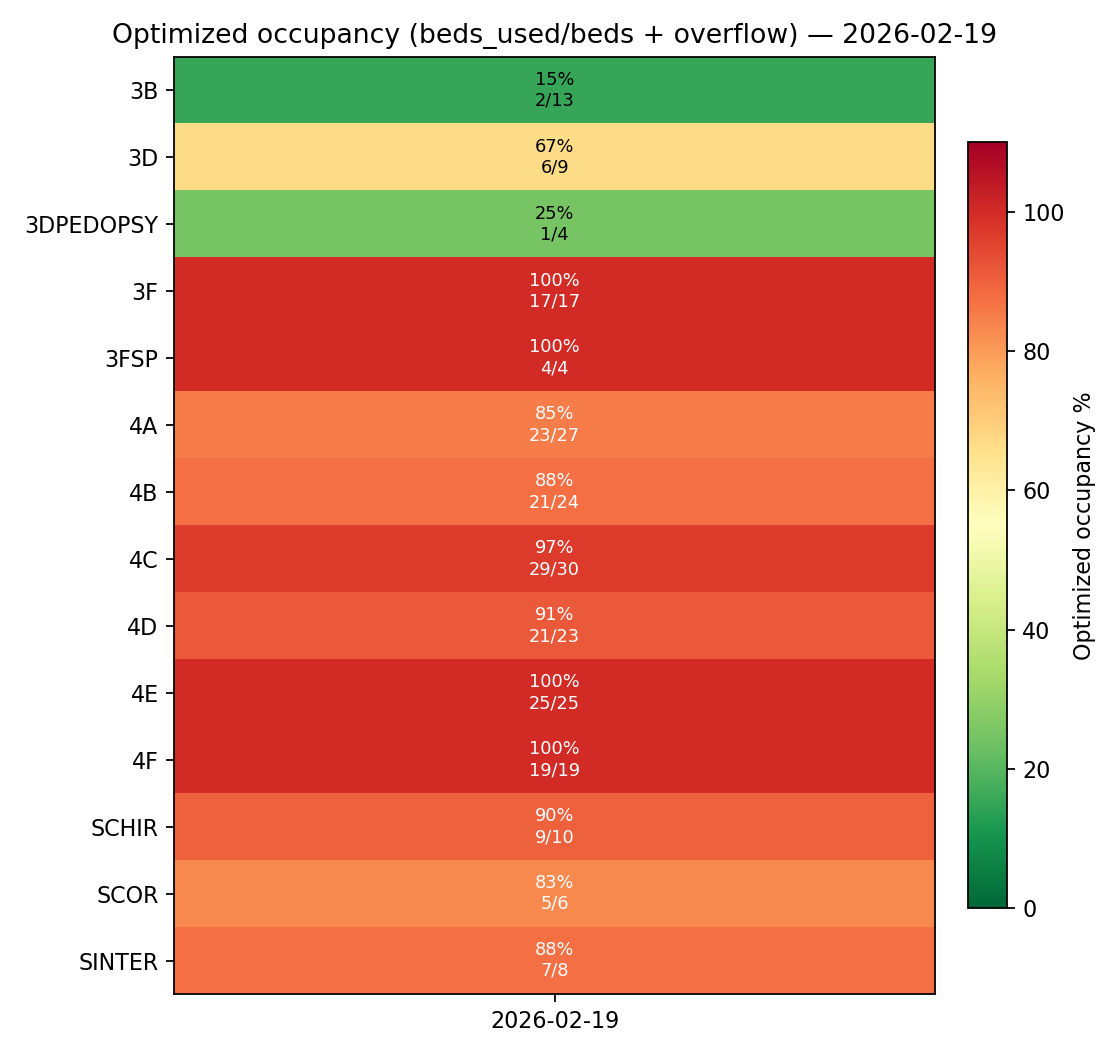 Optimized occupancy (beds_used/beds + overflow) — 2026-02-19
3B
15%
2/13
3D
67%
6/9
3DPEDOPSY
25%
1/4
3F
100%
17/17
3FSP
100%
4/4
4A
85%
23/27
4B
88%
21/24
4C
97%
29/30
4D
91%
21/23
4E
100%
25/25
4F
100%
19/19
SCHIR
90%
9/10
SCOR
83%
5/6
SINTER
88%
7/8
2026-02-19
100
80
60
40
20
0
Optimized occupancy %